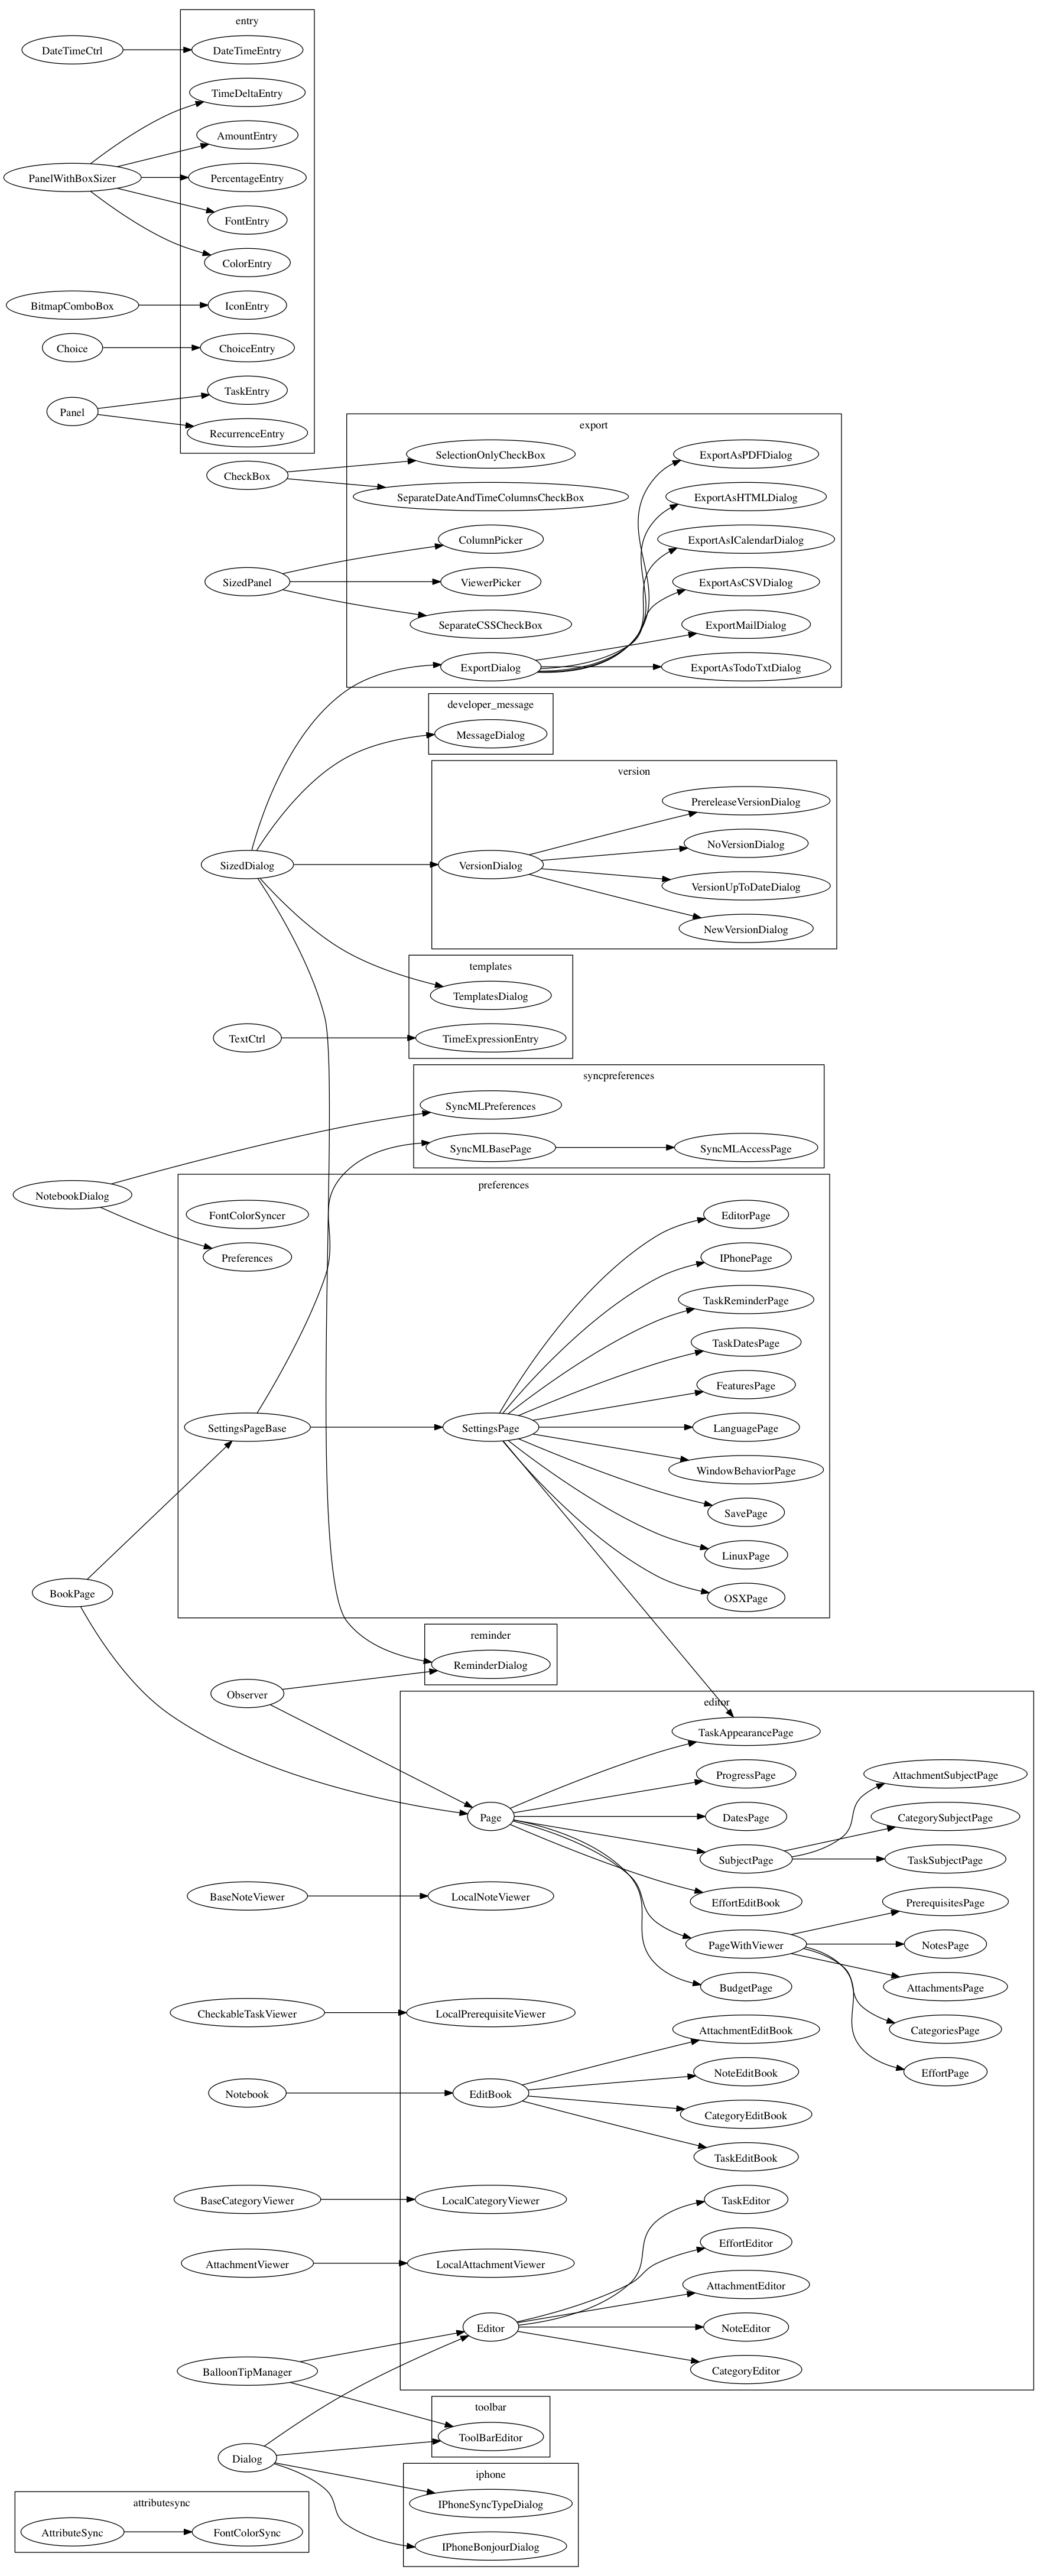 entry
DateTimeCtrl
DateTimeEntry
TimeDeltaEntry
AmountEntry
PanelWithBoxSizer
PercentageEntry
FontEntry
ColorEntry
BitmapComboBox
IconEntry
Choice
ChoiceEntry
TaskEntry
Panel
RecurrenceEntry
export
CheckBox
SelectionOnlyCheckBox
SeparateDateAndTimeColumnsCheckBox
ColumnPicker
SizedPanel
ViewerPicker
SeparateCSSCheckBox
ExportDialog
ExportAsPDFDialog
ExportAsHTMLDialog
ExportAsICalendarDialog
ExportAsCSVDialog
ExportMailDialog
ExportAsTodoTxtDialog
developer_message
MessageDialog
version
PrereleaseVersionDialog
NoVersionDialog
SizedDialog
VersionDialog
VersionUpToDateDialog
NewVersionDialog
templates
TemplatesDialog
TextCtrl
TimeExpressionEntry
syncpreferences
SyncMLPreferences
SyncMLBasePage
SyncMLAccessPage
NotebookDialog
preferences
FontColorSyncer
Preferences
EditorPage
IPhonePage
TaskReminderPage
TaskDatesPage
FeaturesPage
SettingsPageBase
SettingsPage
LanguagePage
WindowBehaviorPage
SavePage
LinuxPage
OSXPage
BookPage
reminder
ReminderDialog
Observer
editor
TaskAppearancePage
ProgressPage
AttachmentSubjectPage
Page
DatesPage
CategorySubjectPage
SubjectPage
TaskSubjectPage
BaseNoteViewer
LocalNoteViewer
EffortEditBook
PrerequisitesPage
PageWithViewer
NotesPage
BudgetPage
AttachmentsPage
CheckableTaskViewer
LocalPrerequisiteViewer
AttachmentEditBook
CategoriesPage
Notebook
EditBook
NoteEditBook
EffortPage
CategoryEditBook
TaskEditBook
BaseCategoryViewer
LocalCategoryViewer
TaskEditor
AttachmentViewer
LocalAttachmentViewer
EffortEditor
AttachmentEditor
Editor
NoteEditor
CategoryEditor
BalloonTipManager
toolbar
ToolBarEditor
Dialog
iphone
IPhoneSyncTypeDialog
IPhoneBonjourDialog
attributesync
AttributeSync
FontColorSync